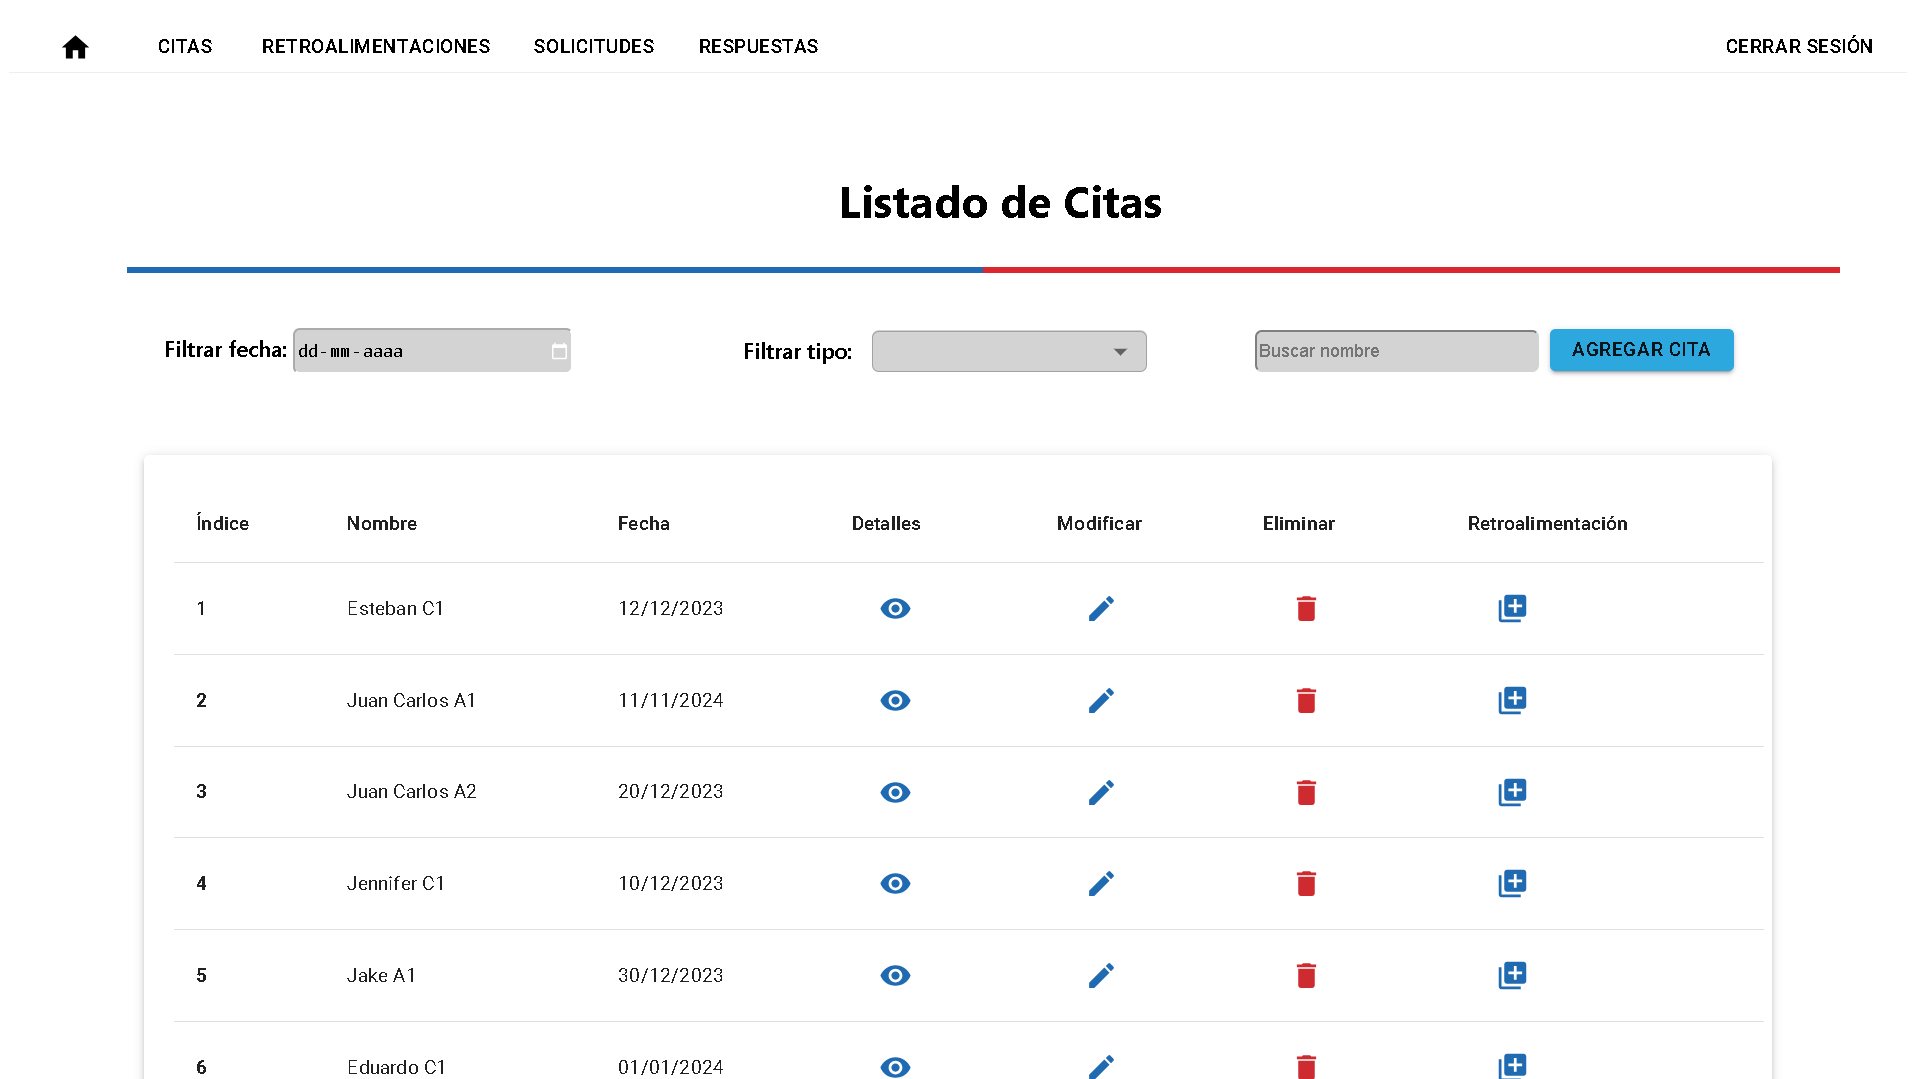 CITAS RETROALIMENTACIONES SOLICITUDES RESPUESTAS CERRAR SESIÓN
Listado de Citas
Filtrar fecha: dd-mm-aaaa Filtrar tipo: Buscar nombre AGREGAR CITA
Índice Nombre Fecha Detalles Modificar Eliminar Retroalimentación
1 Esteban C1 12/12/2023
2 Juan Carlos A1 11/11/2024
3 Juan Carlos A2 20/12/2023
4 Jennifer C1 10/12/2023
5 Jake A1 30/12/2023
6 Eduardo C1 01/01/2024